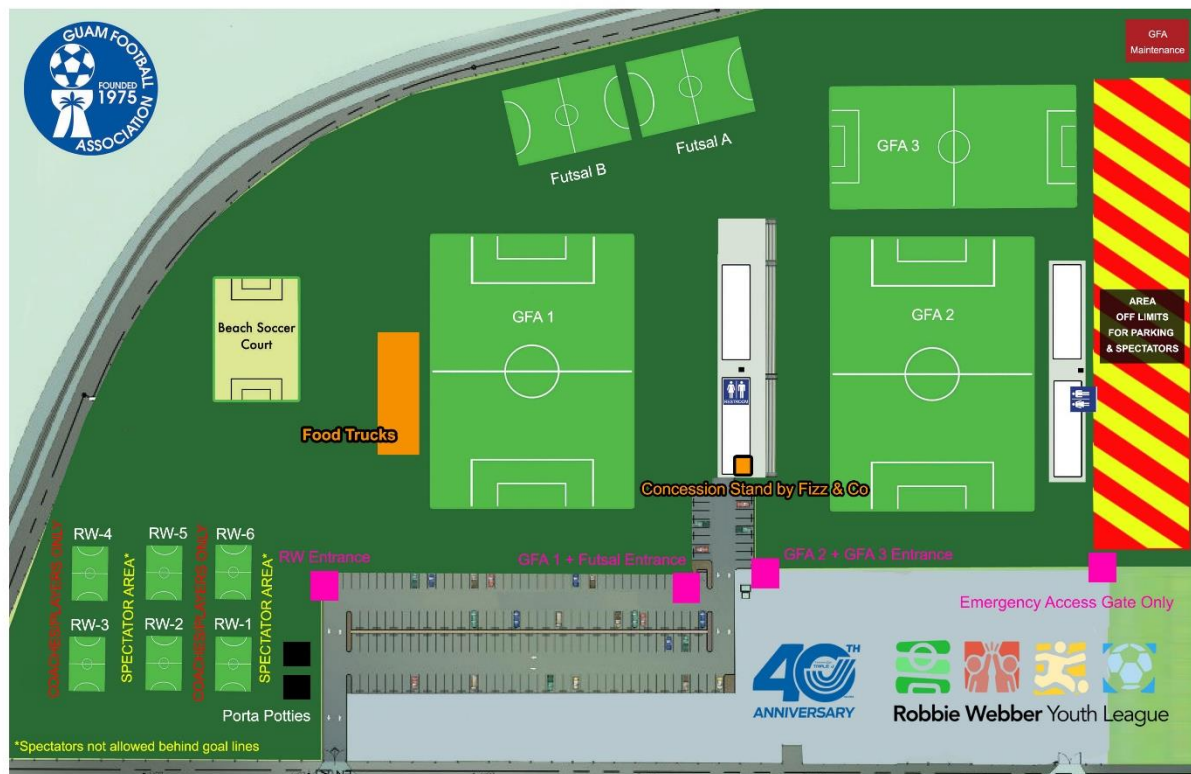 GUAM FOOTBALL ASSOCIATION
FOUNDED
1975
GFA
Maintenance
Futsal B
Futsal A
GFA 3
GFA 1
GFA 2
Beach Soccer
Court
AREA
OFF LIMITS
FOR PARKING
& SPECTATORS
RESTROOM
Food Trucks
Concession Stand by Fizz & Co
RW-4
RW-5
RW-6
RW Entrance
GFA 1 + Futsal Entrance
GFA 2 + GFA 3 Entrance
COACHES/PLAYERS ONLY
SPECTATOR AREA*
COACHES/PLAYERS ONLY
SPECTATOR AREA*
RW-3
RW-2
RW-1
Emergency Access Gate Only
Porta Potties
40TH
ANNIVERSARY
Robbie Webber Youth League
*Spectators not allowed behind goal lines